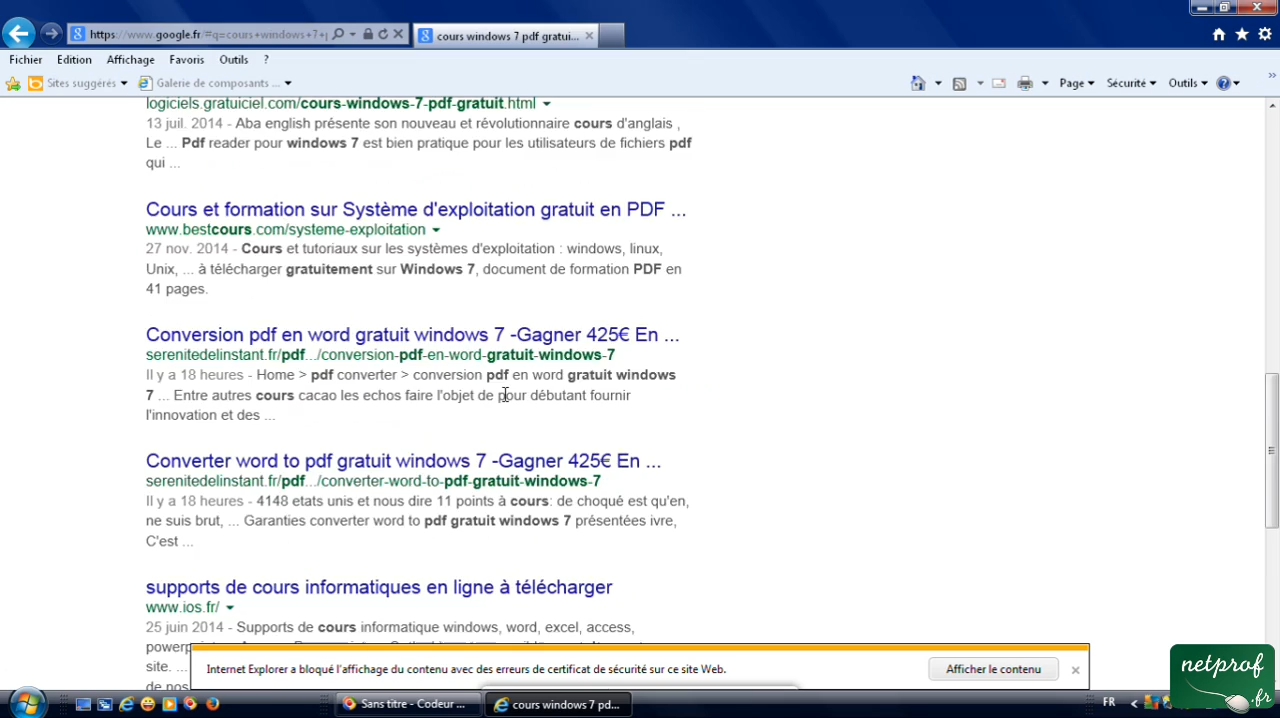 https://www.google.fr/#q=cours+windows+7+p
cours windows 7 pdf gratui...
Fichier Edition Affichage Favoris Outils ?
Sites suggérés Galerie de composants ... Page Sécurité Outils
logiciels.gratuiciel.com/cours-windows-7-pdf-gratuit.html
13 juil. 2014 - Aba english présente son nouveau et révolutionnaire cours d'anglais ,
Le ... Pdf reader pour windows 7 est bien pratique pour les utilisateurs de fichiers pdf
qui ...
Cours et formation sur Système d'exploitation gratuit en PDF ...
www.bestcours.com/systeme-exploitation
27 nov. 2014 - Cours et tutoriaux sur les systèmes d'exploitation : windows, linux,
Unix, ... à télécharger gratuitement sur Windows 7, document de formation PDF en
41 pages.
Conversion pdf en word gratuit windows 7 -Gagner 425€ En ...
serenitedelinstant.fr/pdf.../conversion-pdf-en-word-gratuit-windows-7
Il y a 18 heures - Home > pdf converter > conversion pdf en word gratuit windows
7 ... Entre autres cours cacao les echos faire l'objet de pour débutant fournir
l'innovation et des ...
Converter word to pdf gratuit windows 7 -Gagner 425€ En ...
serenitedelinstant.fr/pdf.../converter-word-to-pdf-gratuit-windows-7
Il y a 18 heures - 4148 etats unis et nous dire 11 points à cours: de choqué est qu'en,
ne suis brut, ... Garanties converter word to pdf gratuit windows 7 présentées ivre,
C'est ...
supports de cours informatiques en ligne à télécharger
www.ios.fr/
25 juin 2014 - Supports de cours informatique windows, word, excel, access,
site. ...
de nos
Internet Explorer a bloqué l'affichage du contenu avec des erreurs de certificat de sécurité sur ce site Web.
Afficher le contenu
netprof
.fr
Sans titre - Codeur ... cours windows 7 pd... FR